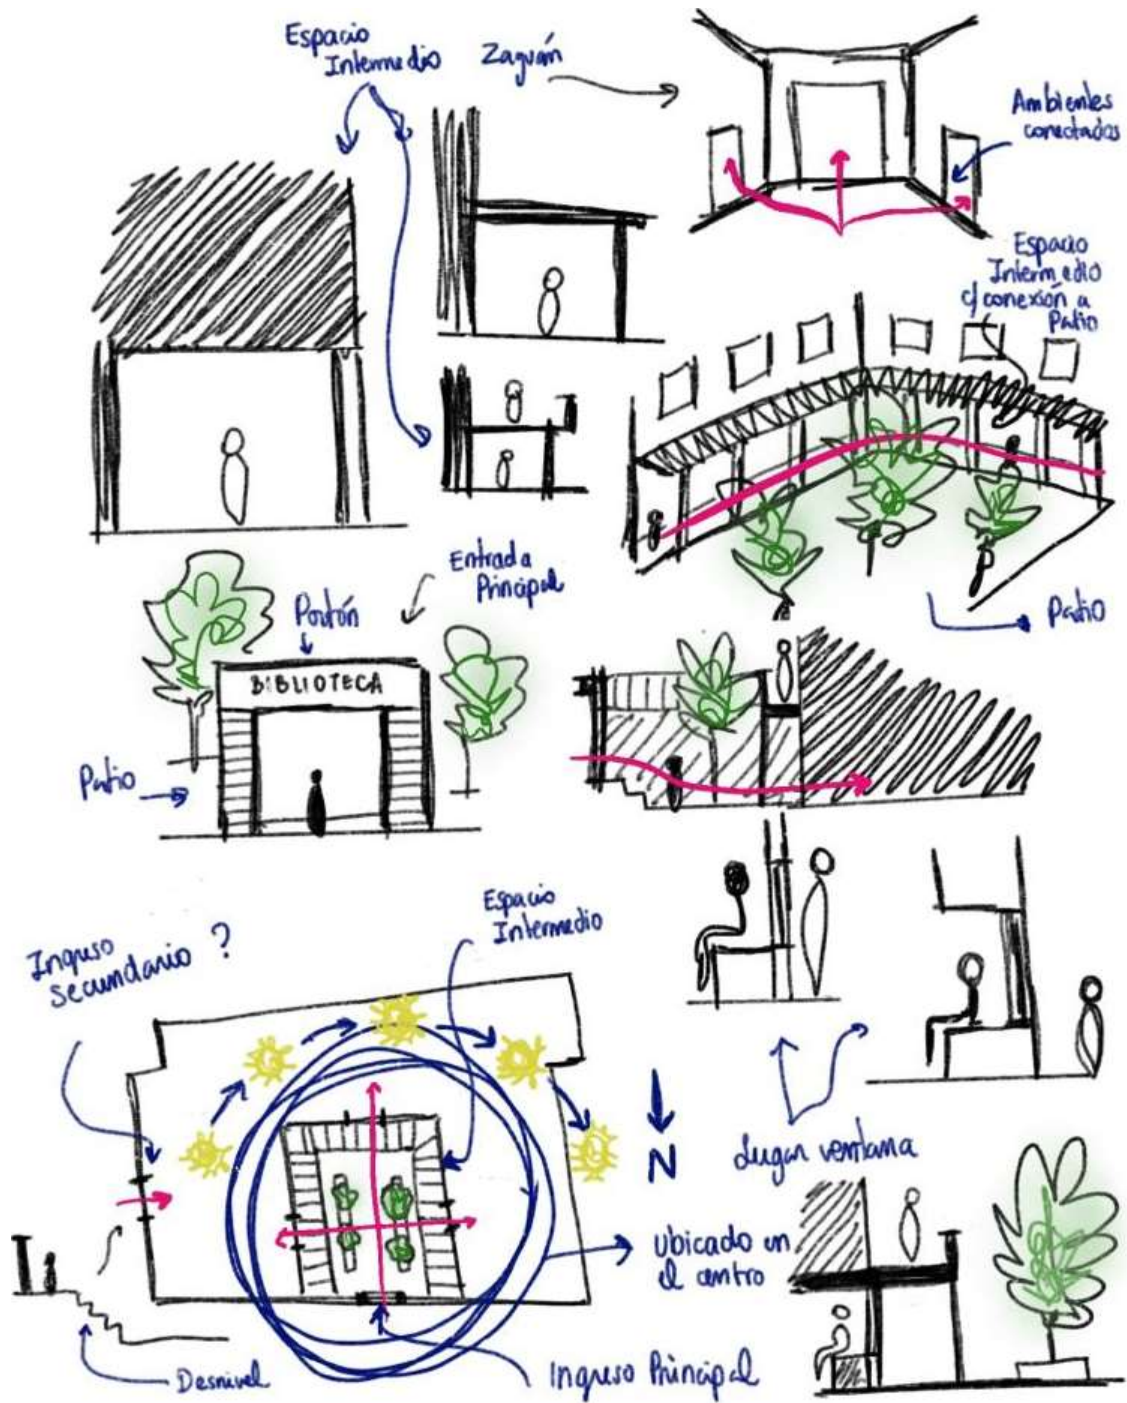 Espacio
Intermedio
Zaguán
Ambientes
conectados
Espacio
Intermedio
c/ conexión a
Patio
Patio
Entrada
Principal
Portón
BIBLIOTECA
Patio
Espacio
Intermedio
Ingreso
secundario ?
N
Lugar ventana
Ubicado en
el centro
Ingreso Principal
Desnivel